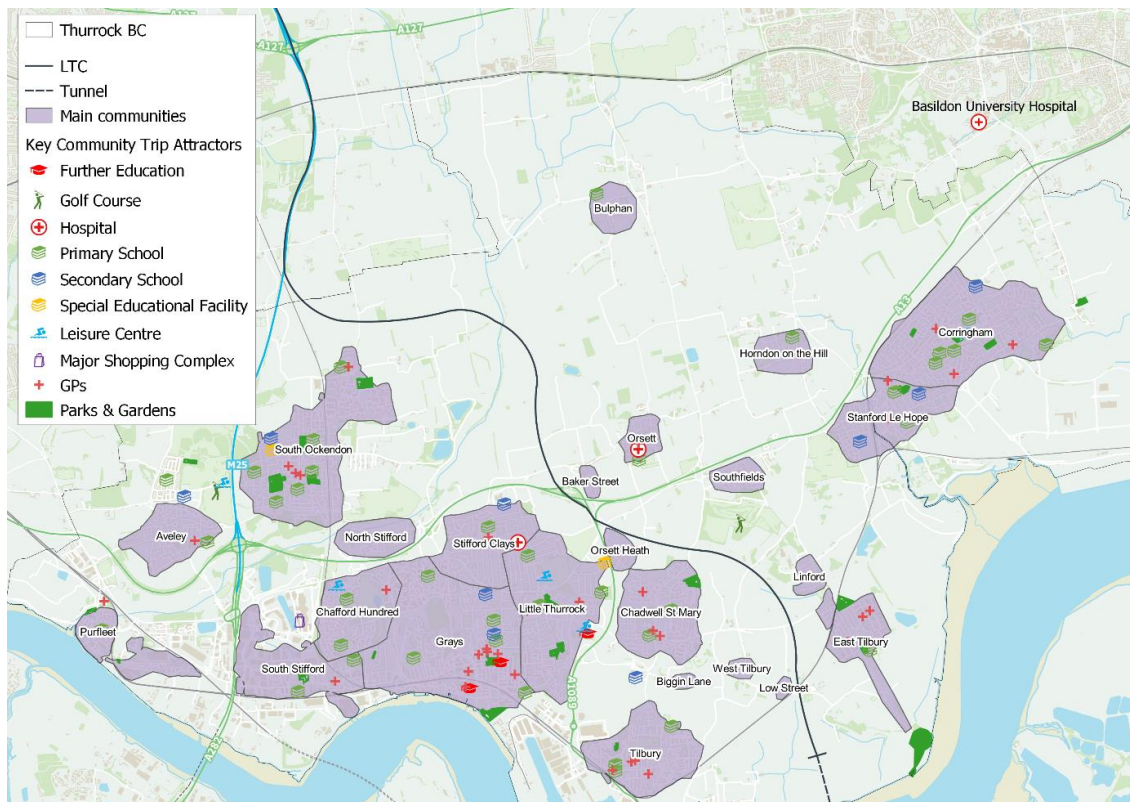 Thurrock BC
LTC
Tunnel
Main communities
Key Community Trip Attractors
Further Education
Golf Course
Hospital
Primary School
Secondary School
Special Educational Facility
Leisure Centre
Major Shopping Complex
GPs
Parks & Gardens
A127
A127
A127
Basildon University Hospital
Bulphan
A13
Corringham
Horndon on the Hill
Stanford Le Hope
Orsett
South Ockendon
M25
Baker Street
Southfields
Aveley
North Stifford
Stifford Clays
Orsett Heath
Linford
Chafford Hundred
Little Thurrock
Chadwell St Mary
Purfleet
Grays
East Tilbury
South Stifford
West Tilbury
Biggin Lane
Low Street
A1089
A282
Tilbury